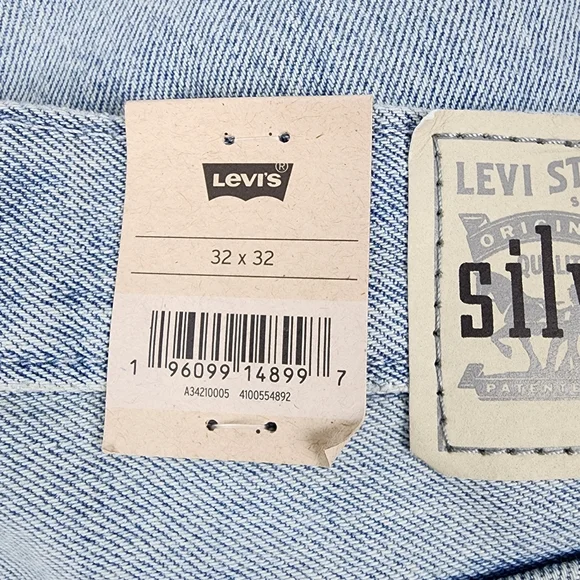 LEVI'S®
32 x 32
1 96099 14899 7
A34210005 4100554892
LEVI ST
ORIGIN
QUALIT
silv
PATENTE